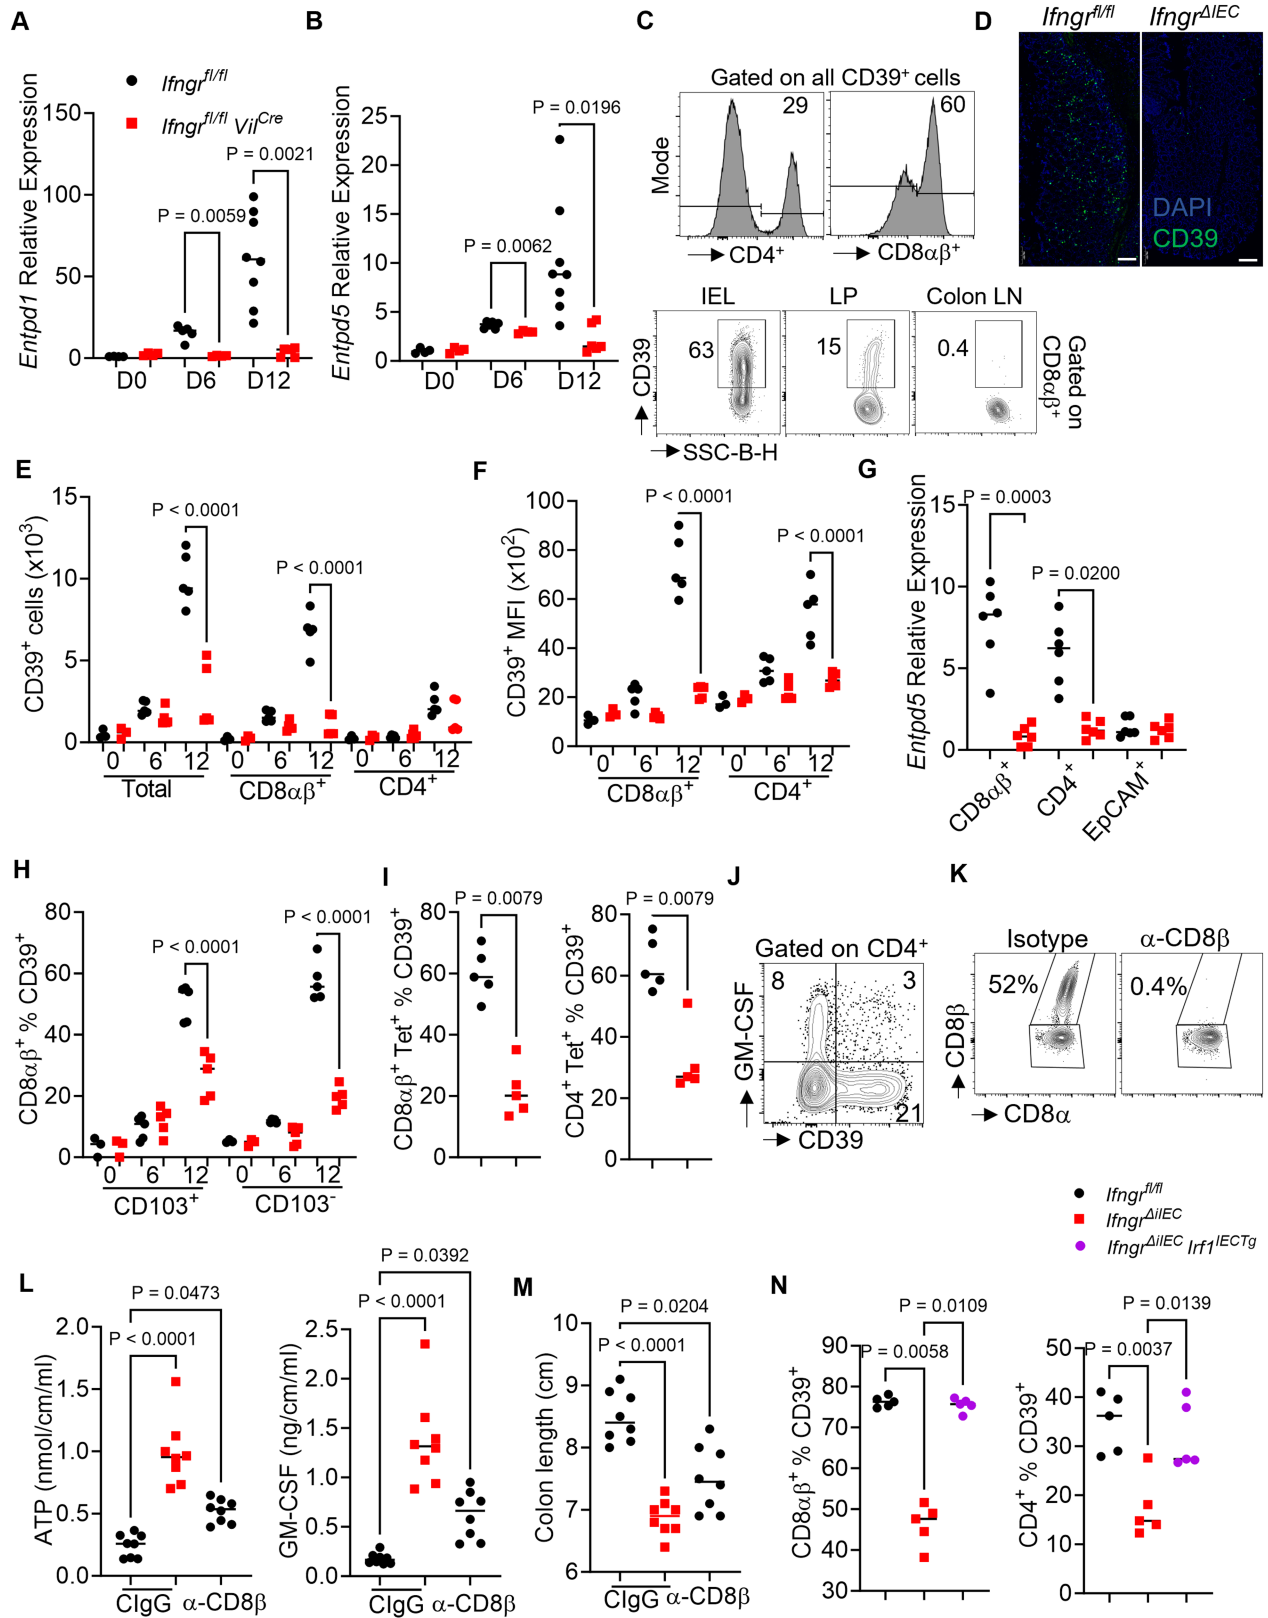 A
Ifngr^fl/fl
Ifngr^fl/fl Vil^Cre
Entpd1 Relative Expression
150
100
50
0
P = 0.0059
P = 0.0021
D0 D6 D12
B
Entpd5 Relative Expression
25
20
15
10
5
0
P = 0.0062
P = 0.0196
D0 D6 D12
C
Gated on all CD39⁺ cells
Mode
29
60
CD4⁺
CD8αβ⁺
IEL LP Colon LN
63
15
0.4
CD39
SSC-B-H
Gated on
CD8αβ⁺
D
Ifngr^fl/fl
Ifngr^ΔIEC
DAPI
CD39
E
CD39⁺ cells (x10³)
15
10
5
0
P < 0.0001
P < 0.0001
0 6 12 0 6 12 0 6 12
Total CD8αβ⁺ CD4⁺
F
CD39⁺ MFI (x10²)
100
80
60
40
20
0
P < 0.0001
P < 0.0001
0 6 12 0 6 12
CD8αβ⁺ CD4⁺
G
Entpd5 Relative Expression
15
10
5
0
P = 0.0003
P = 0.0200
CD8αβ⁺
CD4⁺
EpCAM⁺
H
CD8αβ⁺ % CD39⁺
80
60
40
20
0
P < 0.0001
P < 0.0001
0 6 12 0 6 12
CD103⁺ CD103⁻
I
CD8αβ⁺ Tet⁺ % CD39⁺
80
60
40
20
0
P = 0.0079
CD4⁺ Tet⁺ % CD39⁺
80
60
40
20
0
P = 0.0079
J
Gated on CD4⁺
8
3
21
GM-CSF
CD39
K
Isotype α-CD8β
52%
0.4%
CD8β
CD8α
Ifngr^fl/fl
Ifngr^ΔiIEC
Ifngr^ΔiIEC Irf1^IECTg
L
ATP (nmol/cm/ml)
2.0
1.5
1.0
0.5
0.0
P = 0.0473
P < 0.0001
CIgG α-CD8β
GM-CSF (ng/cm/ml)
2.5
2.0
1.5
1.0
0.5
0.0
P = 0.0392
P < 0.0001
CIgG α-CD8β
M
Colon length (cm)
10
9
8
7
6
P = 0.0204
P < 0.0001
CIgG α-CD8β
N
CD8αβ⁺ % CD39⁺
90
80
70
60
50
40
30
P = 0.0109
P = 0.0058
CD4⁺ % CD39⁺
50
40
30
20
10
0
P = 0.0139
P = 0.0037